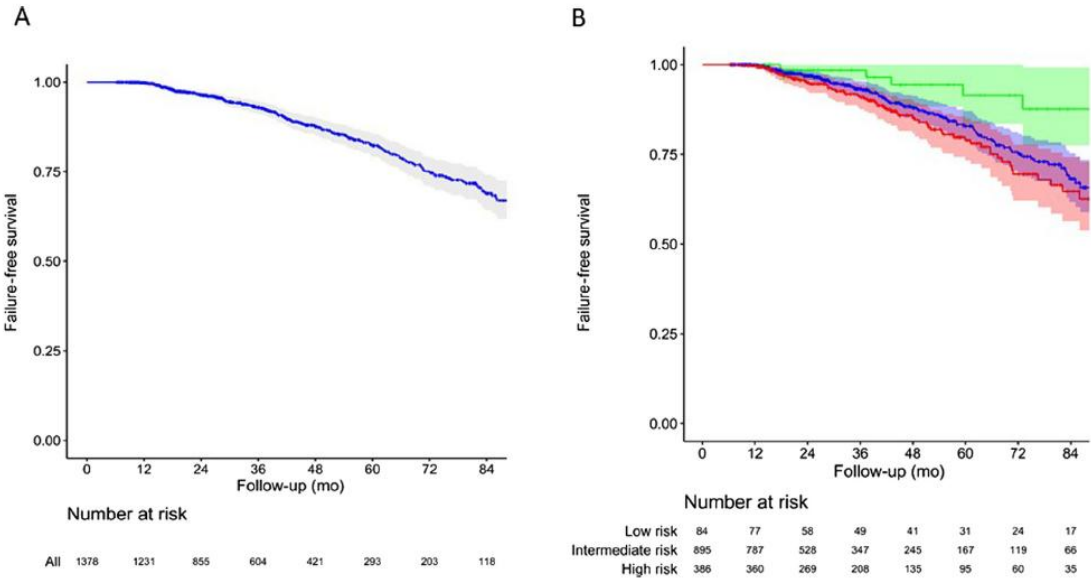 A
Failure-free survival
1.00
0.75
0.50
0.25
0.00
0 12 24 36 48 60 72 84
Follow-up (mo)
Number at risk
All 1378 1231 855 604 421 293 203 118
B
Failure-free survival
1.00
0.75
0.50
0.25
0.00
0 12 24 36 48 60 72 84
Follow-up (mo)
Number at risk
Low risk 84 77 58 49 41 31 24 17
Intermediate risk 895 787 528 347 245 167 119 66
High risk 386 360 269 208 135 95 60 35